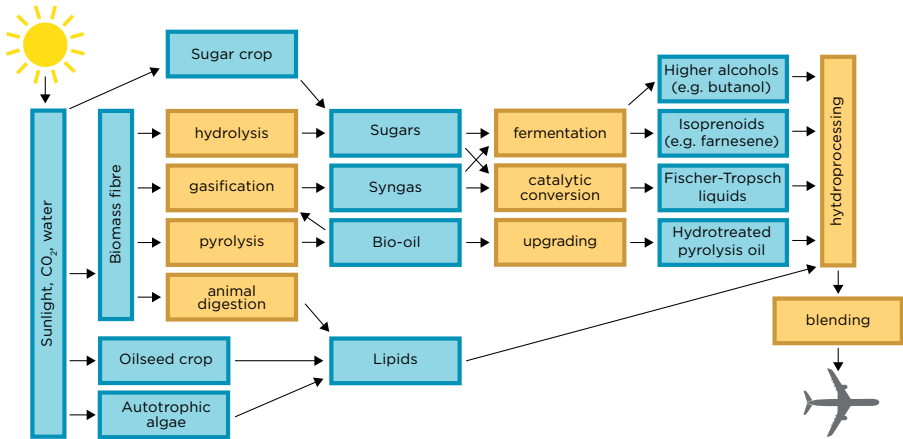 Sunlight, CO₂, water
Biomass fibre
Sugar crop
hydrolysis
gasification
pyrolysis
animal
digestion
Oilseed crop
Autotrophic
algae
Sugars
Syngas
Bio-oil
Lipids
fermentation
catalytic
conversion
upgrading
Higher alcohols
(e.g. butanol)
Isoprenoids
(e.g. farnesene)
Fischer-Tropsch
liquids
Hydrotreated
pyrolysis oil
hytdroprocessing
blending